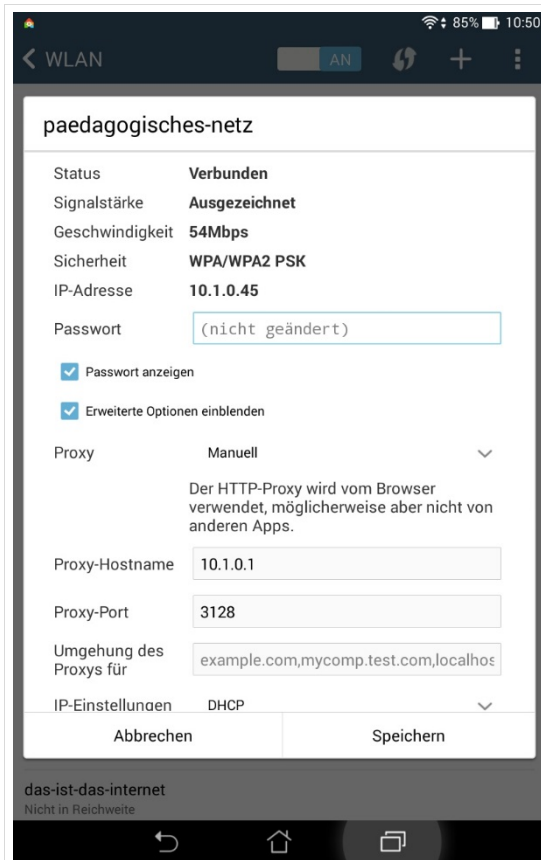 85% 10:50
WLAN AN
paedagogisches-netz
Status Verbunden
Signalstärke Ausgezeichnet
Geschwindigkeit 54Mbps
Sicherheit WPA/WPA2 PSK
IP-Adresse 10.1.0.45
Passwort (nicht geändert)
Passwort anzeigen
Erweiterte Optionen einblenden
Proxy Manuell
Der HTTP-Proxy wird vom Browser
verwendet, möglicherweise aber nicht von
anderen Apps.
Proxy-Hostname 10.1.0.1
Proxy-Port 3128
Umgehung des
Proxys für
example.com,mycomp.test.com,localhos
IP-Einstellungen DHCP
Abbrechen Speichern
das-ist-das-internet
Nicht in Reichweite